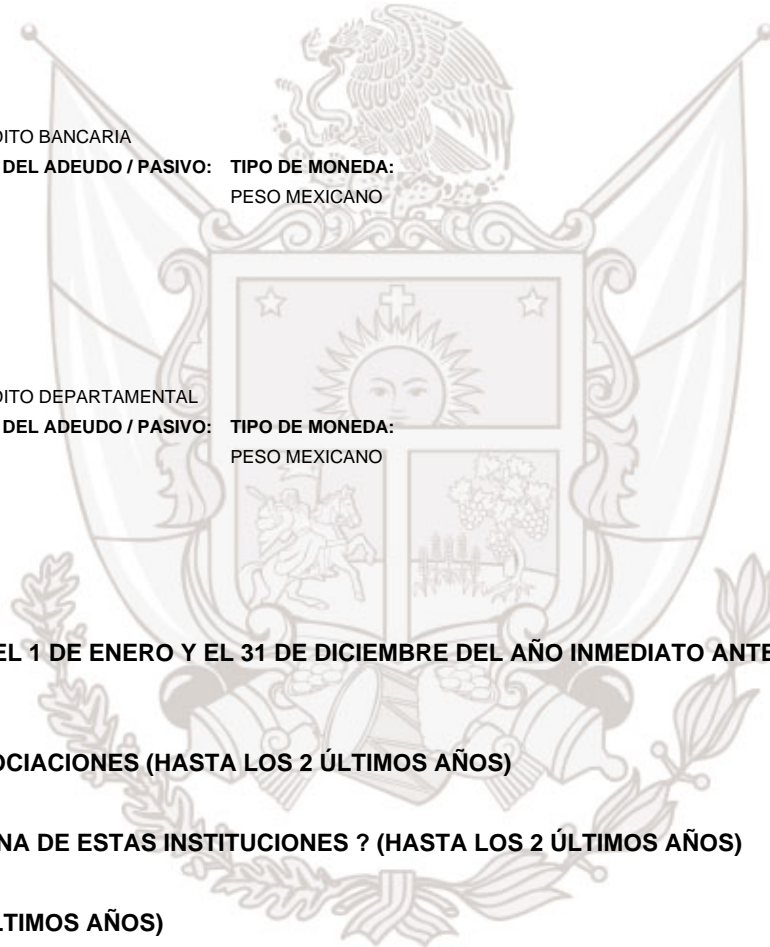 DITO BANCARIA
DEL ADEUDO / PASIVO: TIPO DE MONEDA:
PESO MEXICANO
DITO DEPARTAMENTAL
DEL ADEUDO / PASIVO: TIPO DE MONEDA:
PESO MEXICANO
EL 1 DE ENERO Y EL 31 DE DICIEMBRE DEL AÑO INMEDIATO ANTE
OCIACIONES (HASTA LOS 2 ÚLTIMOS AÑOS)
NA DE ESTAS INSTITUCIONES ? (HASTA LOS 2 ÚLTIMOS AÑOS)
LTIMOS AÑOS)